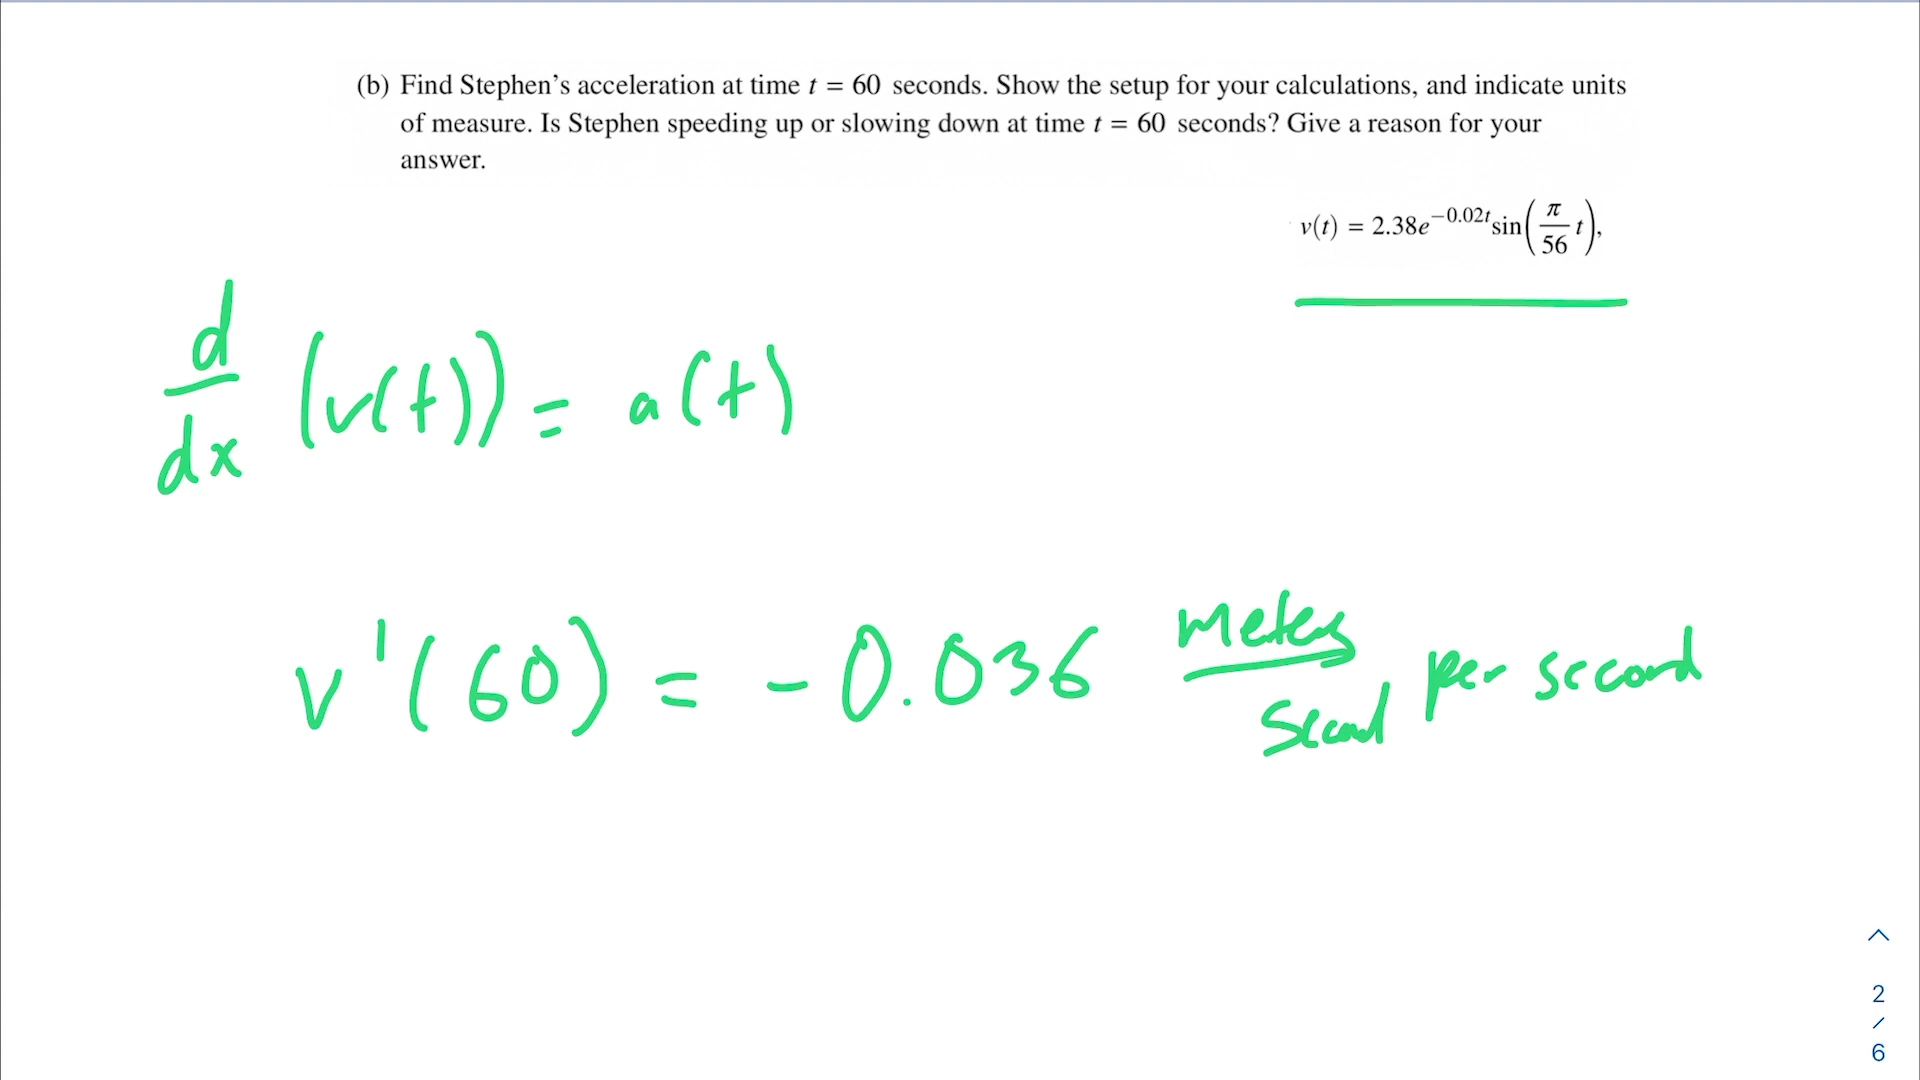 (b) Find Stephen’s acceleration at time t = 60 seconds. Show the setup for your calculations, and indicate units
of measure. Is Stephen speeding up or slowing down at time t = 60 seconds? Give a reason for your
answer.
v(t) = 2.38e^{-0.02t} sin(π/56 t),
d/dx (v(t)) = a(t)
v'(60) = -0.036 meters/second per second
2
/
6